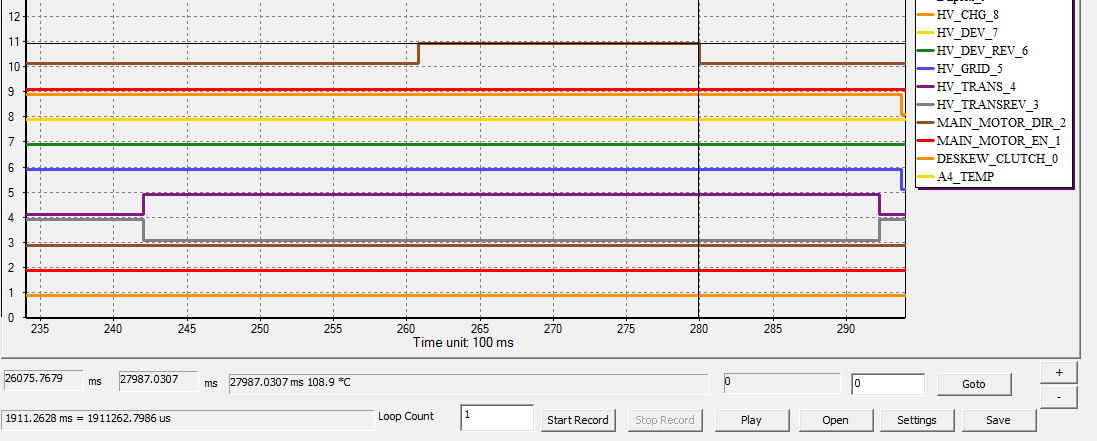 12
11
10
9
8
7
6
5
4
3
2
1
0
235 240 245 250 255 260 265 270 275 280 285 290
Time unit: 100 ms
HV_CHG_8
HV_DEV_7
HV_DEV_REV_6
HV_GRID_5
HV_TRANS_4
HV_TRANSREV_3
MAIN_MOTOR_DIR_2
MAIN_MOTOR_EN_1
DESKEW_CLUTCH_0
A4_TEMP
26075.7679 ms 27987.0307 ms 27987.0307 ms 108.9 *C 0 0 Goto +
-
1911.2628 ms = 1911262.7986 us Loop Count 1 Start Record Stop Record Play Open Settings Save